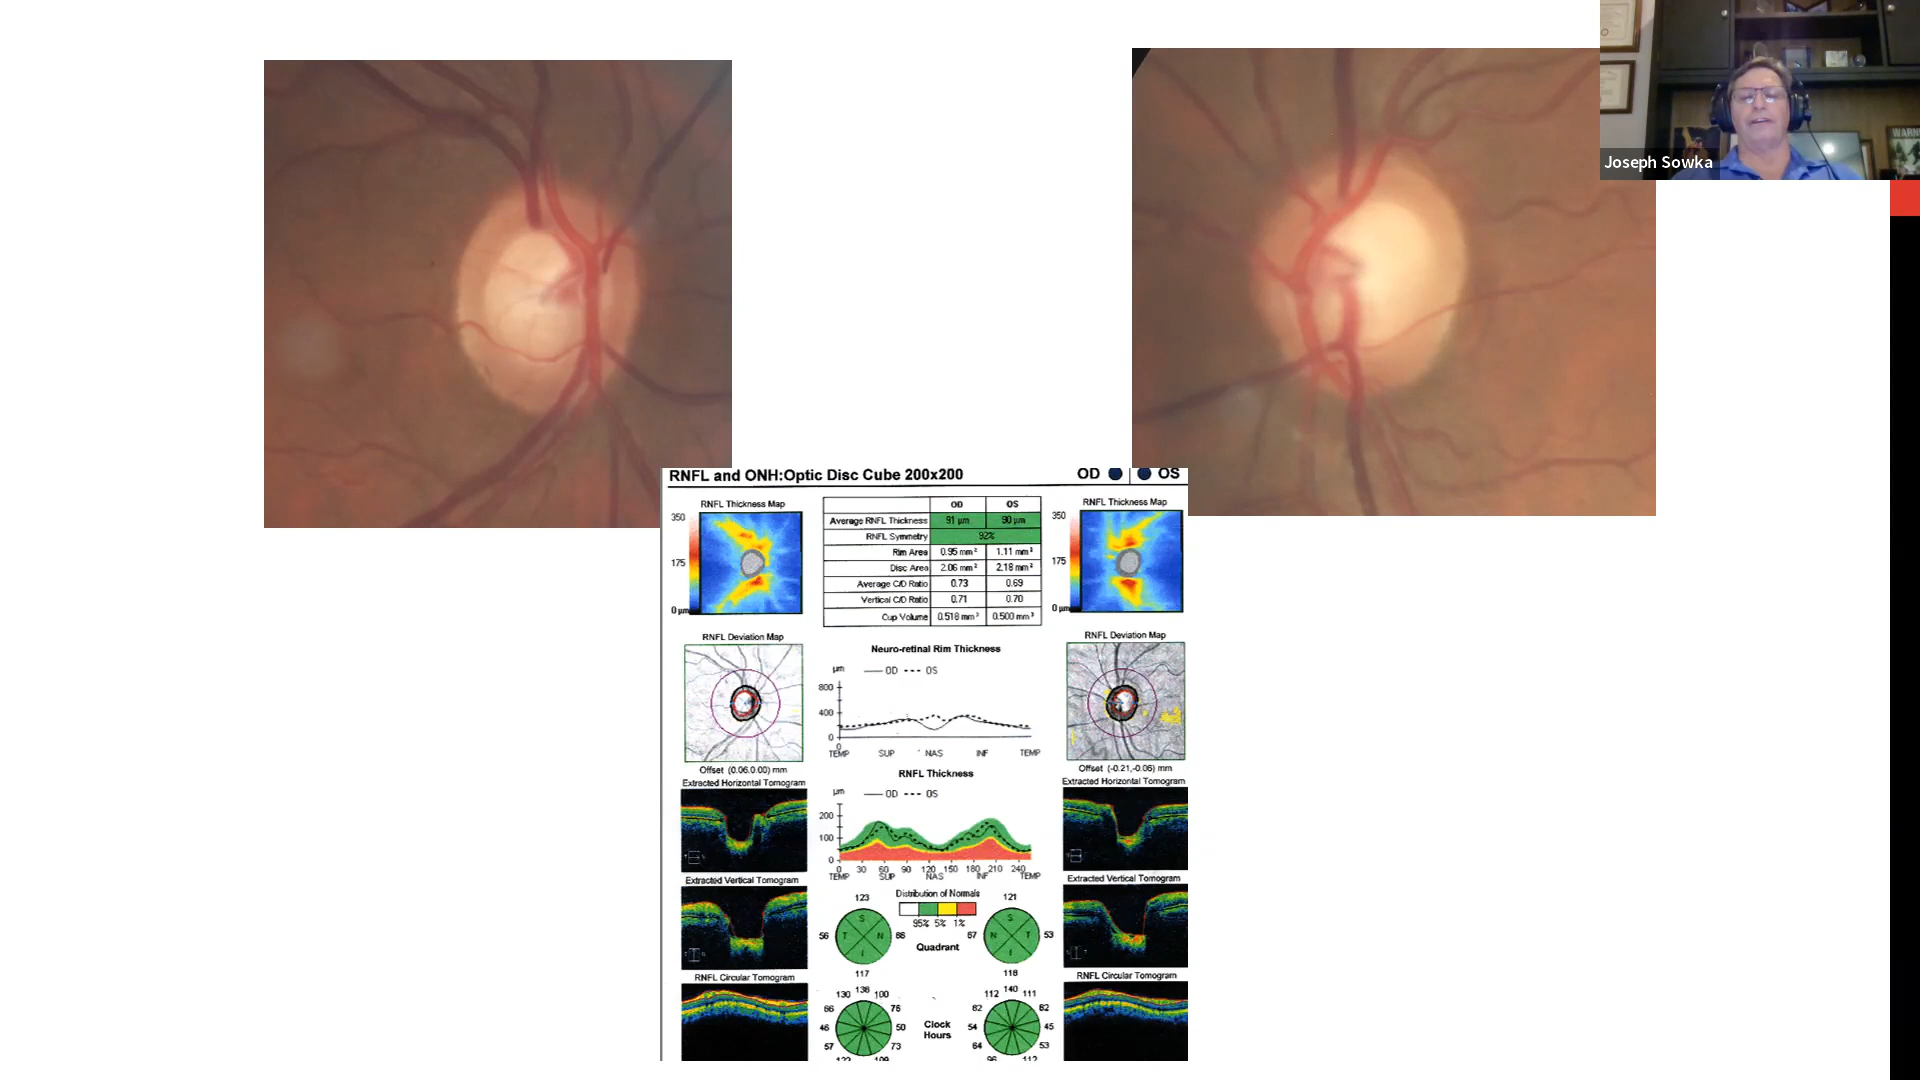 Joseph Sowka
WARN
RNFL and ONH:Optic Disc Cube 200x200
OD OS
RNFL Thickness Map
350
175
0 µm
OD OS
Average RNFL Thickness 91 µm 90 µm
RNFL Symmetry 92%
Rim Area 0.95 mm² 1.11 mm²
Disc Area 2.06 mm² 2.18 mm²
Average C/D Ratio 0.73 0.69
Vertical C/D Ratio 0.71 0.70
Cup Volume 0.518 mm³ 0.500 mm³
RNFL Thickness Map
350
175
0 µm
RNFL Deviation Map
Offset (0.06,0.00) mm
Neuro-retinal Rim Thickness
µm OD OS
800
400
0
0
TEMP SUP NAS INF TEMP
RNFL Deviation Map
Offset (-0.21,-0.06) mm
RNFL Thickness
µm OD OS
200
100
0
0 30 60 90 120 150 180 210 240
TEMP SUP NAS INF TEMP
Extracted Horizontal Tomogram
Extracted Horizontal Tomogram
Extracted Vertical Tomogram
Extracted Vertical Tomogram
Distribution of Normals
95% 5% 1%
123
S
56 T N
I
117
Quadrant
121
S
67 N T 53
I
118
RNFL Circular Tomogram
RNFL Circular Tomogram
130 138 100
66 76
46 50
57 73
Clock
Hours
112 140 111
82 82
54 45
64 53